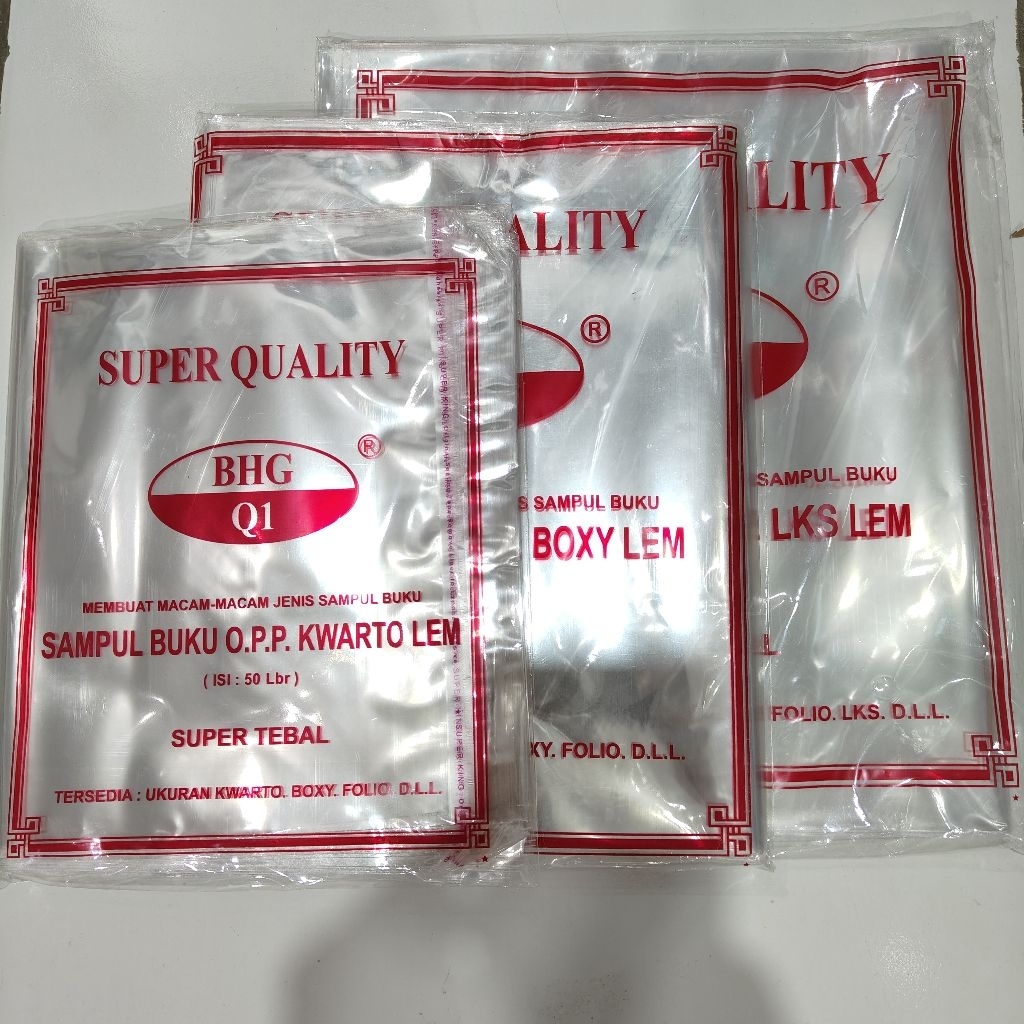 SUPER QUALITY
BHG
Q1
®
MEMBUAT MACAM-MACAM JENIS SAMPUL BUKU
SAMPUL BUKU O.P.P. KWARTO LEM
( ISI : 50 Lbr )
SUPER TEBAL
TERSEDIA : UKURAN KWARTO. BOXY. FOLIO. D.L.L.
ALITY
®
SAMPUL BUKU
BOXY LEM
XY. FOLIO. D.L.L.
LITY
®
SAMPUL BUKU
LKS LEM
L
FOLIO. LKS. D.L.L.